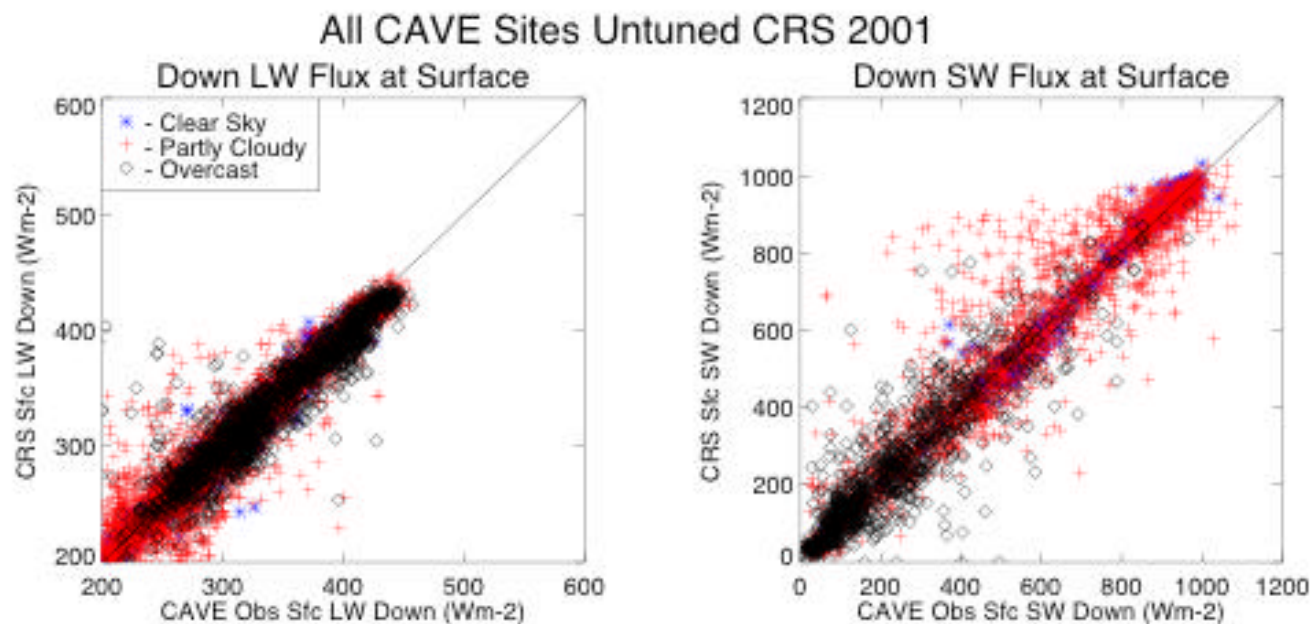 All CAVE Sites Untuned CRS 2001
Down LW Flux at Surface
600
500
400
300
200
200 300 400 500 600
CRS Sfc LW Down (Wm-2)
CAVE Obs Sfc LW Down (Wm-2)
- Clear Sky
- Partly Cloudy
- Overcast
Down SW Flux at Surface
1200
1000
800
600
400
200
0
0 200 400 600 800 1000 1200
CRS Sfc SW Down (Wm-2)
CAVE Obs Sfc SW Down (Wm-2)